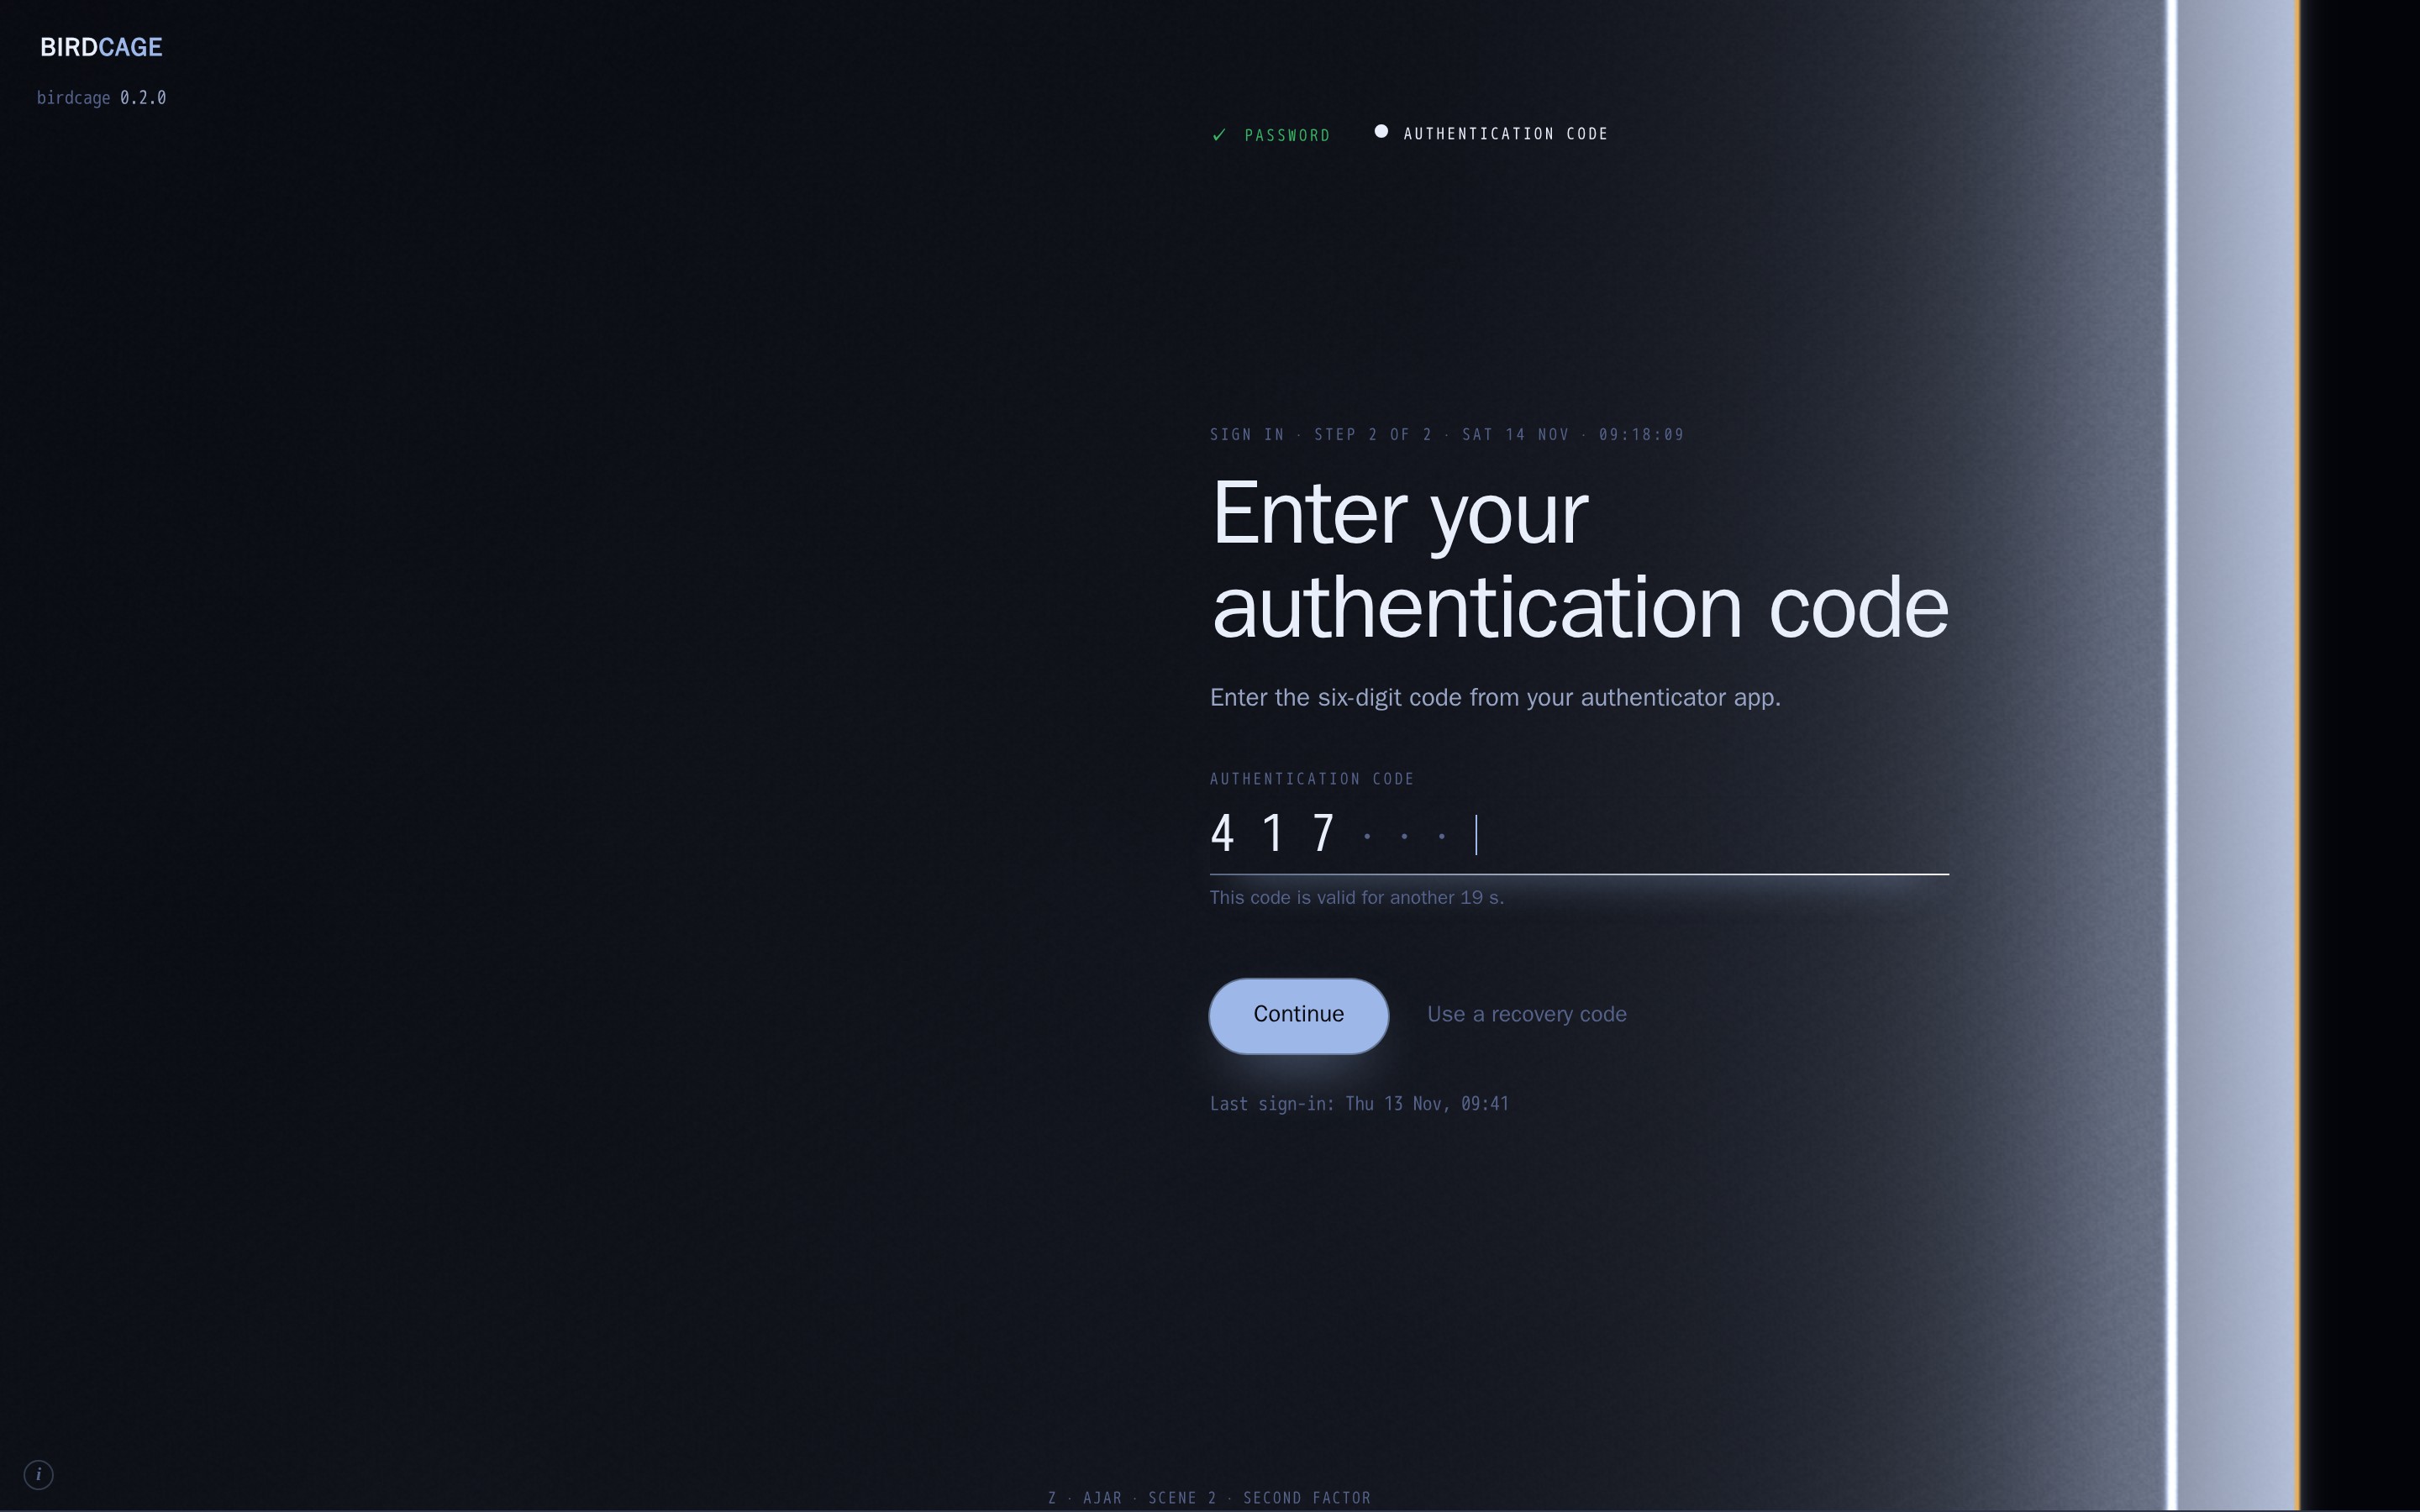 BIRDCAGE
birdcage 0.2.0
✓ PASSWORD ● AUTHENTICATION CODE
SIGN IN · STEP 2 OF 2 · SAT 14 NOV · 09:18:09
Enter your
authentication code
Enter the six-digit code from your authenticator app.
AUTHENTICATION CODE
4 1 7 · · ·
This code is valid for another 19 s.
Continue Use a recovery code
Last sign-in: Thu 13 Nov, 09:41
i
Z · AJAR · SCENE 2 · SECOND FACTOR